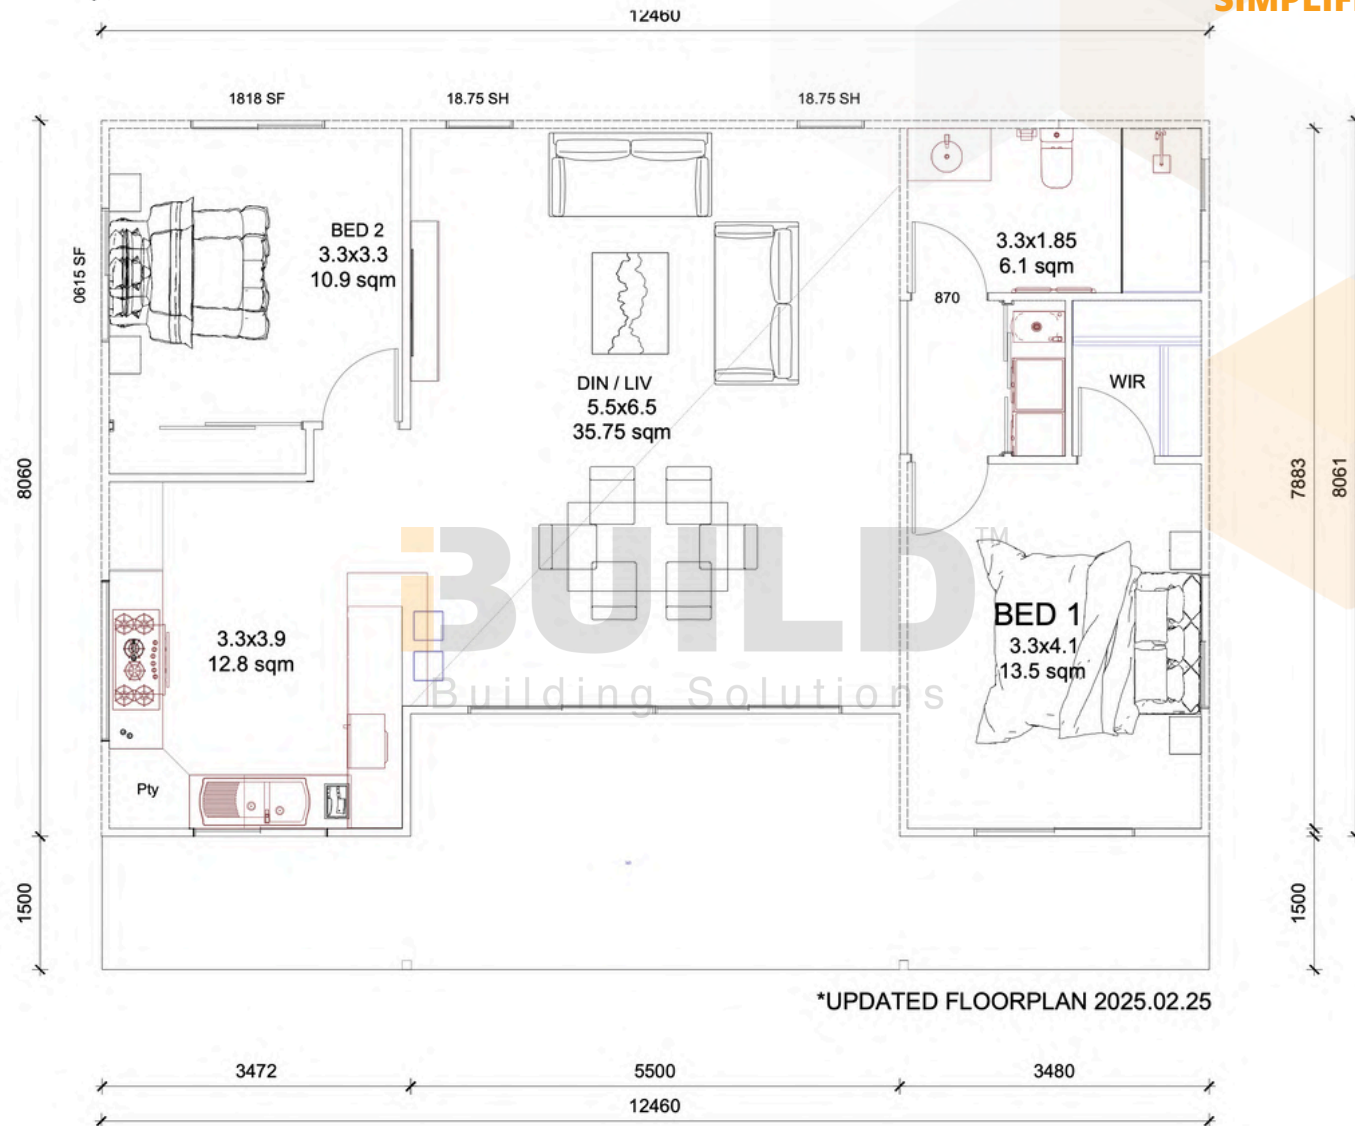 SIMPLIFI
12460
1818 SF
18.75 SH
18.75 SH
BED 2
3.3x3.3
10.9 sqm
0615 SF
3.3x1.85
6.1 sqm
870
WIR
DIN / LIV
5.5x6.5
35.75 sqm
8060
7883
8061
iBUILD™
Building Solutions
BED 1
3.3x4.1
13.5 sqm
3.3x3.9
12.8 sqm
Pty
1500
1500
*UPDATED FLOORPLAN 2025.02.25
3472
5500
3480
12460